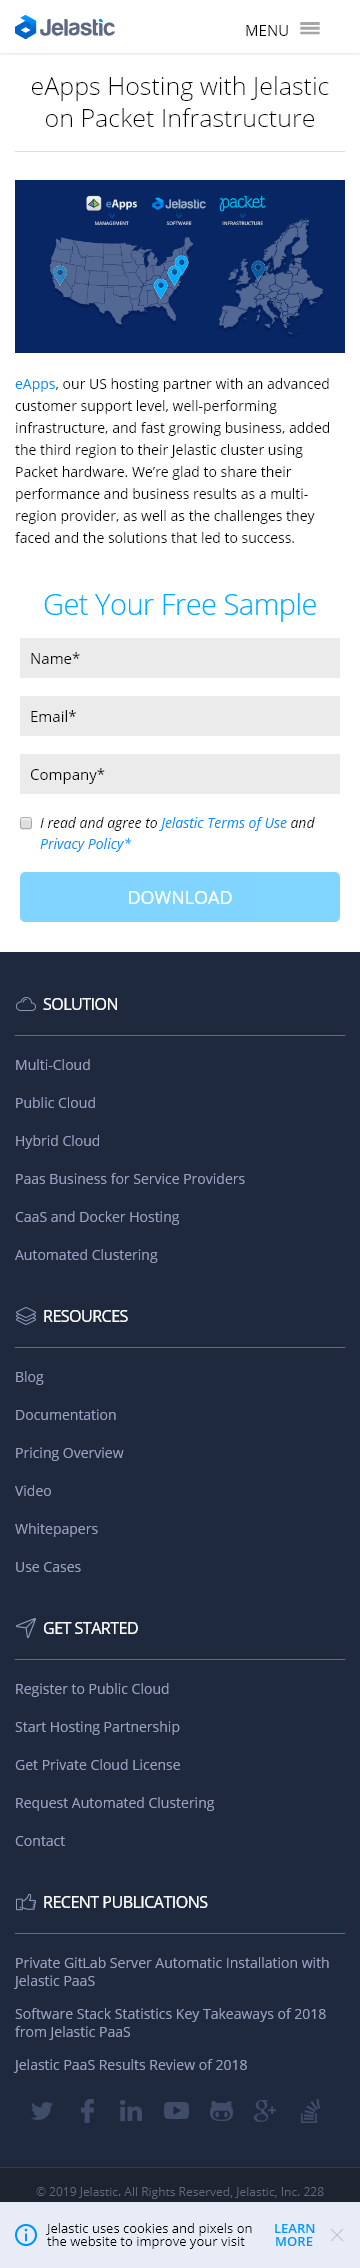 Jelastic
MENU
eApps Hosting with Jelastic
on Packet Infrastructure
eApps
MANAGEMENT
Jelastic
SOFTWARE
packet
INFRASTRUCTURE
eApps, our US hosting partner with an advanced
customer support level, well-performing
infrastructure, and fast growing business, added
the third region to their Jelastic cluster using
Packet hardware. We’re glad to share their
performance and business results as a multi-
region provider, as well as the challenges they
faced and the solutions that led to success.
Get Your Free Sample
Name*
Email*
Company*
I read and agree to Jelastic Terms of Use and
Privacy Policy*
DOWNLOAD
SOLUTION
Multi-Cloud
Public Cloud
Hybrid Cloud
Paas Business for Service Providers
CaaS and Docker Hosting
Automated Clustering
RESOURCES
Blog
Documentation
Pricing Overview
Video
Whitepapers
Use Cases
GET STARTED
Register to Public Cloud
Start Hosting Partnership
Get Private Cloud License
Request Automated Clustering
Contact
RECENT PUBLICATIONS
Private GitLab Server Automatic Installation with
Jelastic PaaS
Software Stack Statistics Key Takeaways of 2018
from Jelastic PaaS
Jelastic PaaS Results Review of 2018
© 2019 Jelastic. All Rights Reserved, Jelastic, Inc. 228
Jelastic uses cookies and pixels on
the website to improve your visit
LEARN
MORE